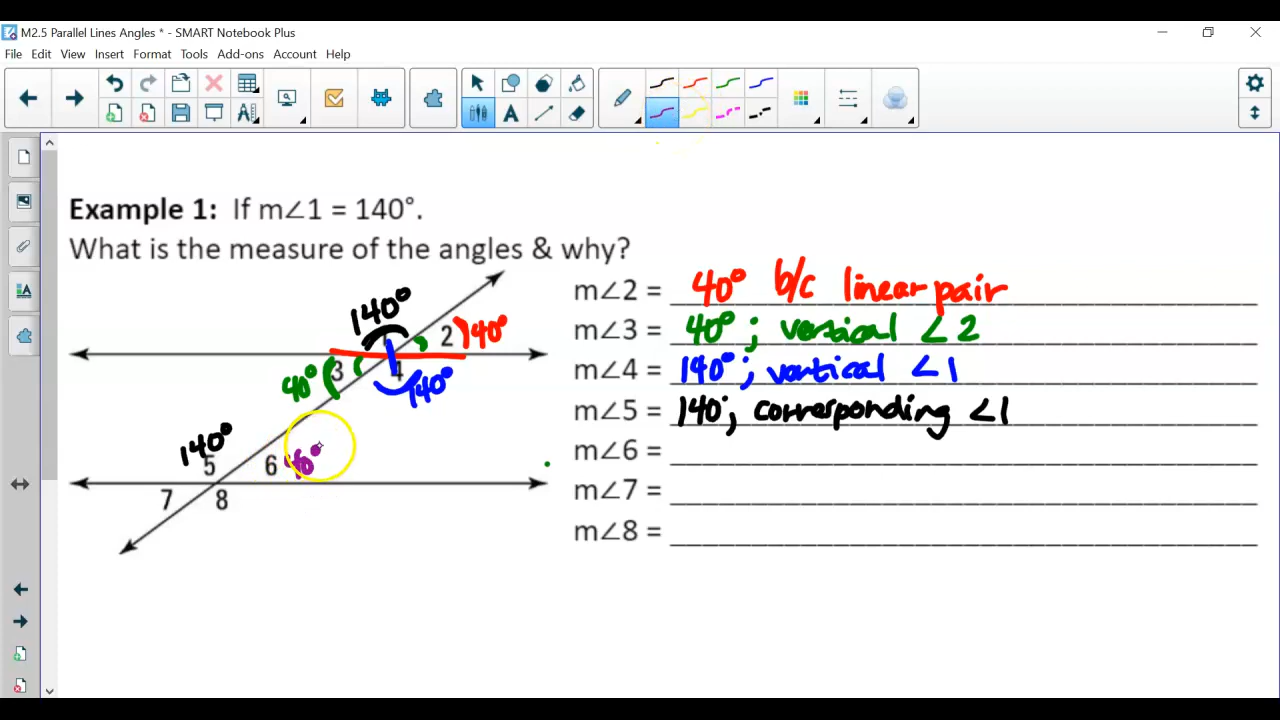 M2.5 Parallel Lines Angles * - SMART Notebook Plus
File Edit View Insert Format Tools Add-ons Account Help
Example 1: If m∠1 = 140°.
What is the measure of the angles & why?
m∠2 = 40° b/c linear pair
m∠3 = 40° ; vertical ∠2
m∠4 = 140° ; vertical ∠1
m∠5 = 140° ; corresponding ∠1
m∠6 =
m∠7 =
m∠8 =
140°
1 2 40°
40° 3 4 140°
140°
5 6 40°
7 8